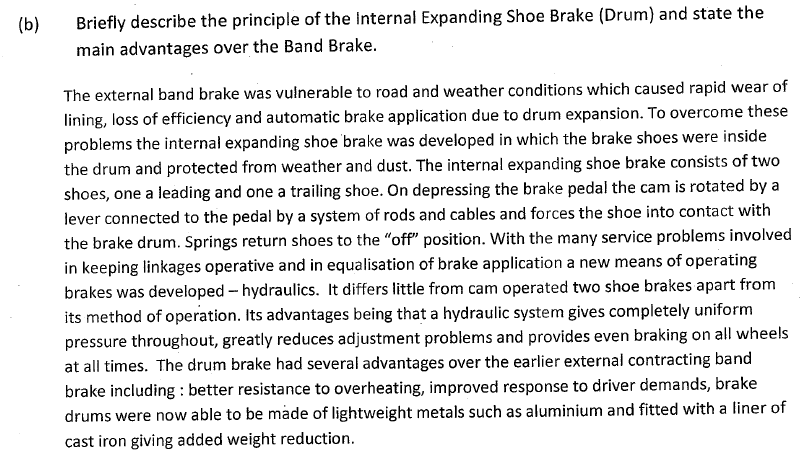 (b) Briefly describe the principle of the Internal Expanding Shoe Brake (Drum) and state the
main advantages over the Band Brake.
The external band brake was vulnerable to road and weather conditions which caused rapid wear of
lining, loss of efficiency and automatic brake application due to drum expansion. To overcome these
problems the internal expanding shoe brake was developed in which the brake shoes were inside
the drum and protected from weather and dust. The internal expanding shoe brake consists of two
shoes, one a leading and one a trailing shoe. On depressing the brake pedal the cam is rotated by a
lever connected to the pedal by a system of rods and cables and forces the shoe into contact with
the brake drum. Springs return shoes to the “off” position. With the many service problems involved
in keeping linkages operative and in equalisation of brake application a new means of operating
brakes was developed – hydraulics. It differs little from cam operated two shoe brakes apart from
its method of operation. Its advantages being that a hydraulic system gives completely uniform
pressure throughout, greatly reduces adjustment problems and provides even braking on all wheels
at all times. The drum brake had several advantages over the earlier external contracting band
brake including : better resistance to overheating, improved response to driver demands, brake
drums were now able to be made of lightweight metals such as aluminium and fitted with a liner of
cast iron giving added weight reduction.